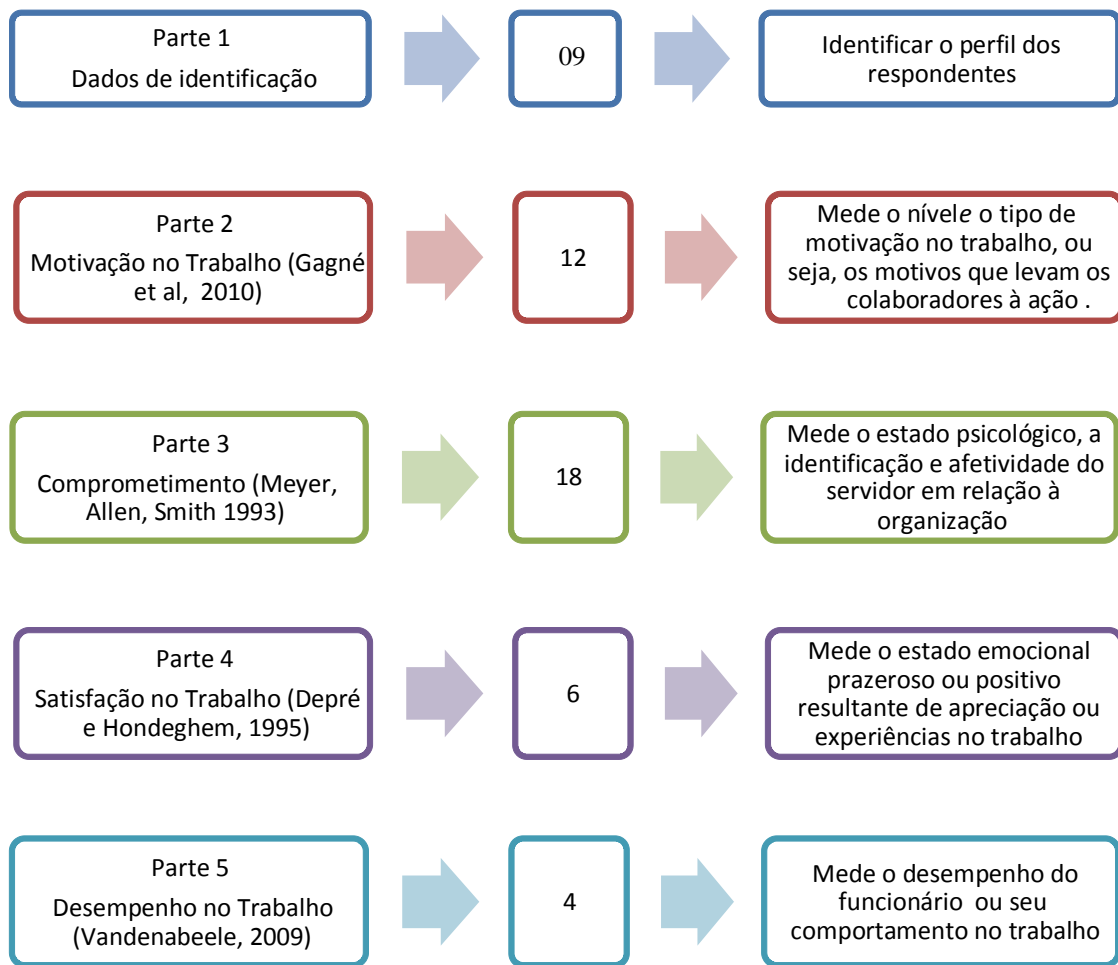 Parte 1
Dados de identificação
09
Identificar o perfil dos
respondentes
Parte 2
Motivação no Trabalho (Gagné
et al,  2010)
12
Mede o nívele o tipo de
motivação no trabalho, ou
seja, os motivos que levam os
colaboradores à ação .
Parte 3
Comprometimento (Meyer,
Allen, Smith 1993)
18
Mede o estado psicológico, a
identificação e afetividade do
servidor em relação à
organização
Parte 4
Satisfação no Trabalho (Depré
e Hondeghem, 1995)
6
Mede o estado emocional
prazeroso ou positivo
resultante de apreciação ou
experiências no trabalho
Parte 5
Desempenho no Trabalho
(Vandenabeele, 2009)
4
Mede o desempenho do
funcionário  ou seu
comportamento no trabalho